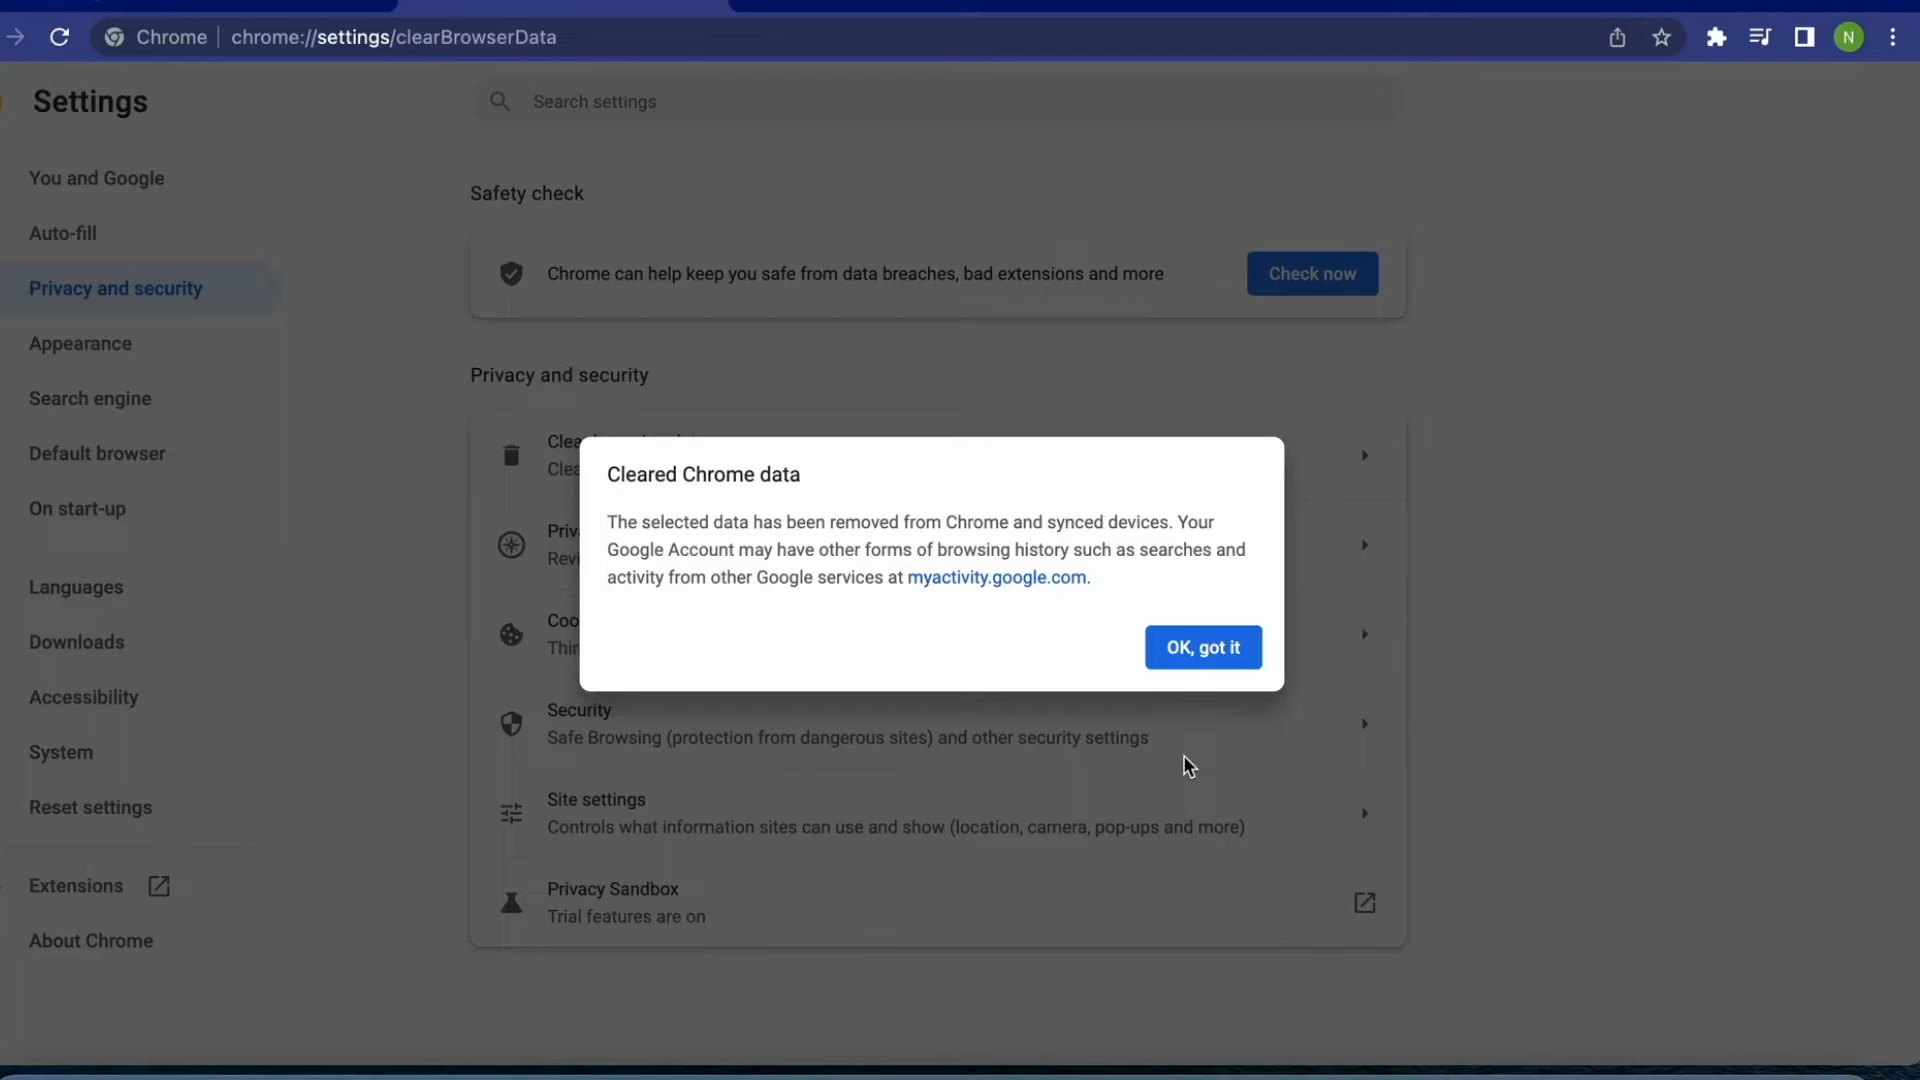 Chrome chrome://settings/clearBrowserData
N
Settings
Search settings
You and Google
Auto-fill
Privacy and security
Appearance
Search engine
Default browser
On start-up
Languages
Downloads
Accessibility
System
Reset settings
Extensions
About Chrome
Safety check
Chrome can help keep you safe from data breaches, bad extensions and more
Check now
Privacy and security
Cleared Chrome data
The selected data has been removed from Chrome and synced devices. Your
Google Account may have other forms of browsing history such as searches and
activity from other Google services at myactivity.google.com.
OK, got it
Security
Safe Browsing (protection from dangerous sites) and other security settings
Site settings
Controls what information sites can use and show (location, camera, pop-ups and more)
Privacy Sandbox
Trial features are on